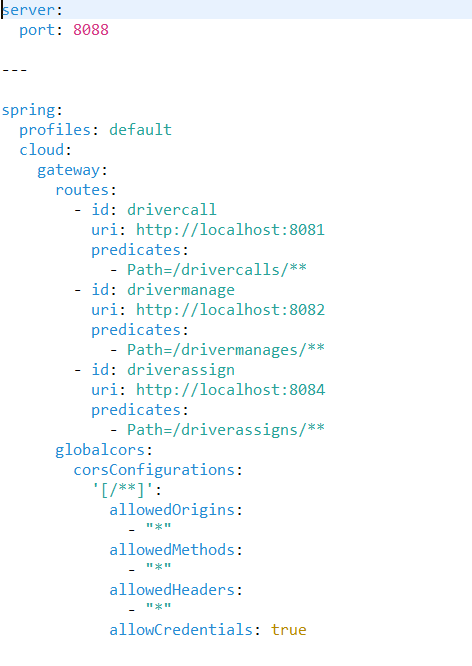 server:
  port: 8088

---

spring:
  profiles: default
  cloud:
    gateway:
      routes:
        - id: drivercall
          uri: http://localhost:8081
          predicates:
            - Path=/drivercalls/**
        - id: drivermanage
          uri: http://localhost:8082
          predicates:
            - Path=/drivermanages/**
        - id: driverassign
          uri: http://localhost:8084
          predicates:
            - Path=/driverassigns/**
      globalcors:
        corsConfigurations:
          '[/**]':
            allowedOrigins:
              - "*"
            allowedMethods:
              - "*"
            allowedHeaders:
              - "*"
            allowCredentials: true